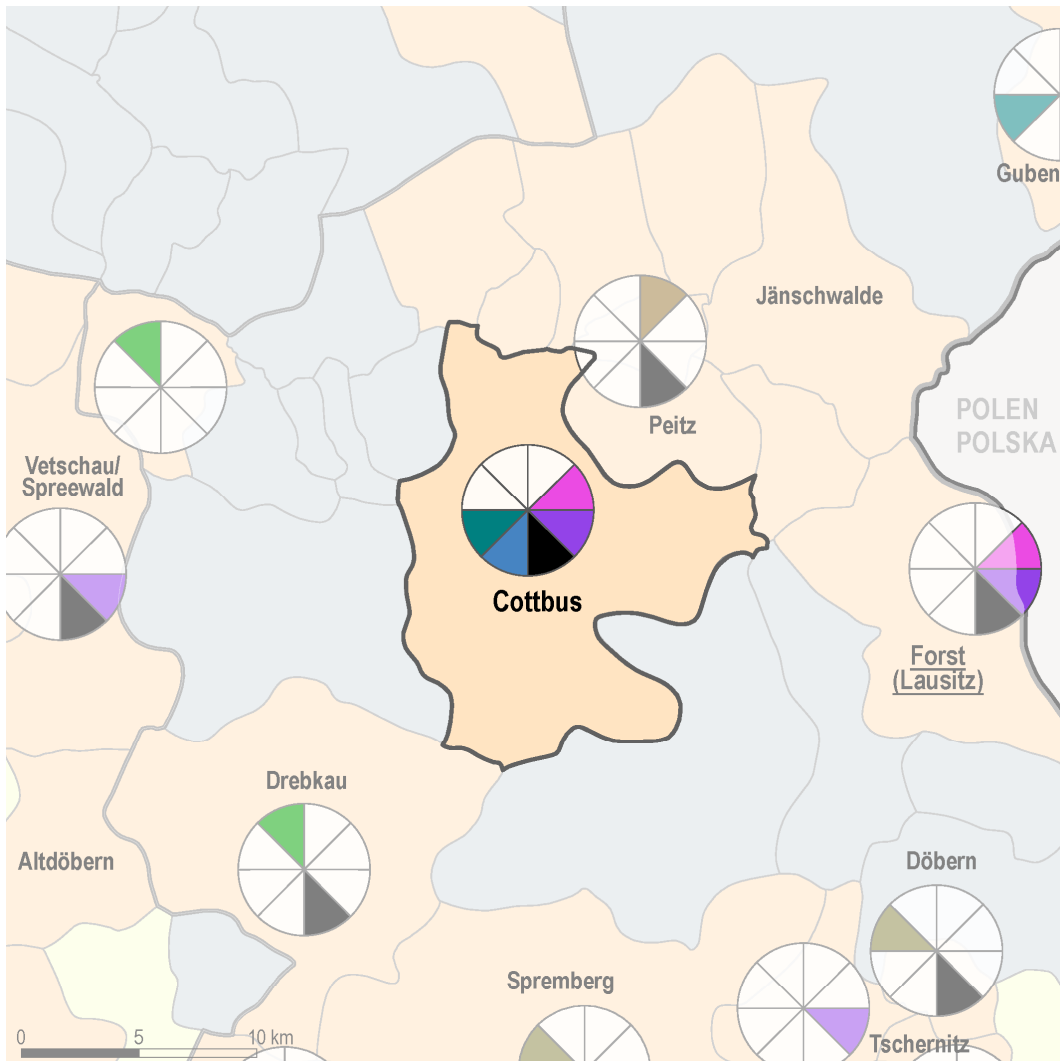 Guben
Jänschwalde
POLEN
POLSKA
Peitz
Vetschau/
Spreewald
Cottbus
Forst
(Lausitz)
Drebkau
Altdöbern
Döbern
Spremberg
Tschernitz
0 5 10 km